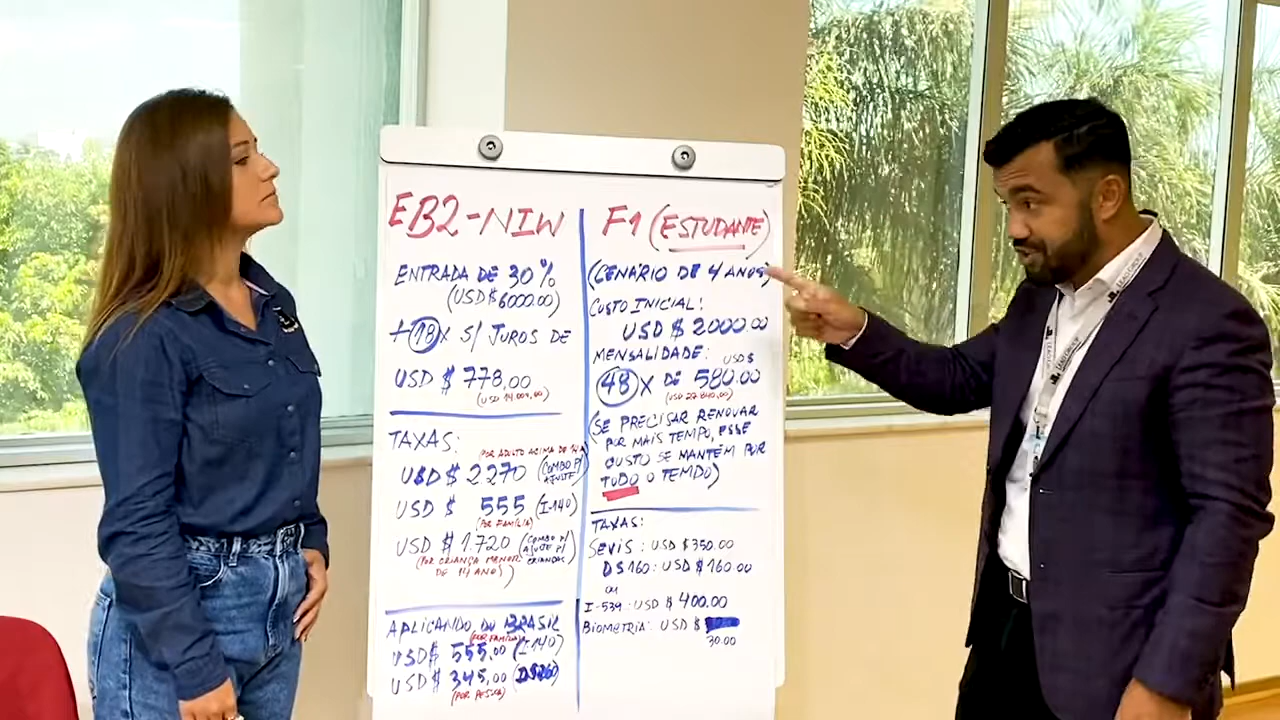 EB2-NIW
ENTRADA DE 30%
(USD$6000.00)
+ 18 X S/ JUROS DE
USD $ 778,00
(USD 14.004,00)
TAXAS:
(POR ADULTO ACIMA DE 14)
USD $ 2270 (COMBO P/ AJUSTE)
USD $ 555 (I-140)
(POR FAMÍLIA)
USD $ 1.720 (COMBO P/ AJUSTE P/ CRIANÇAS)
(POR CRIANÇA MENOR
DE 14 ANO)
APLICANDO DO BRASIL
(POR FAMÍLIA)
USD$ 555,00 (I-140)
USD$ 345,00 (DS260)
(POR PESSOA)
F1 (ESTUDANTE)
(CENÁRIO DE 4 ANOS)
CUSTO INICIAL:
USD $ 2000.00
MENSALIDADE: USD$
48 X DE 580.00
(USD 27.840,00)
(SE PRECISAR RENOVAR
POR MAIS TEMPO, ESSE
CUSTO SE MANTÉM POR
TUDO O TEMPO)
TAXAS:
SEVIS: USD $350.00
DS160: USD $160.00
OU
I-539: USD $ 400.00
BIOMETRIA: USD $
30.00